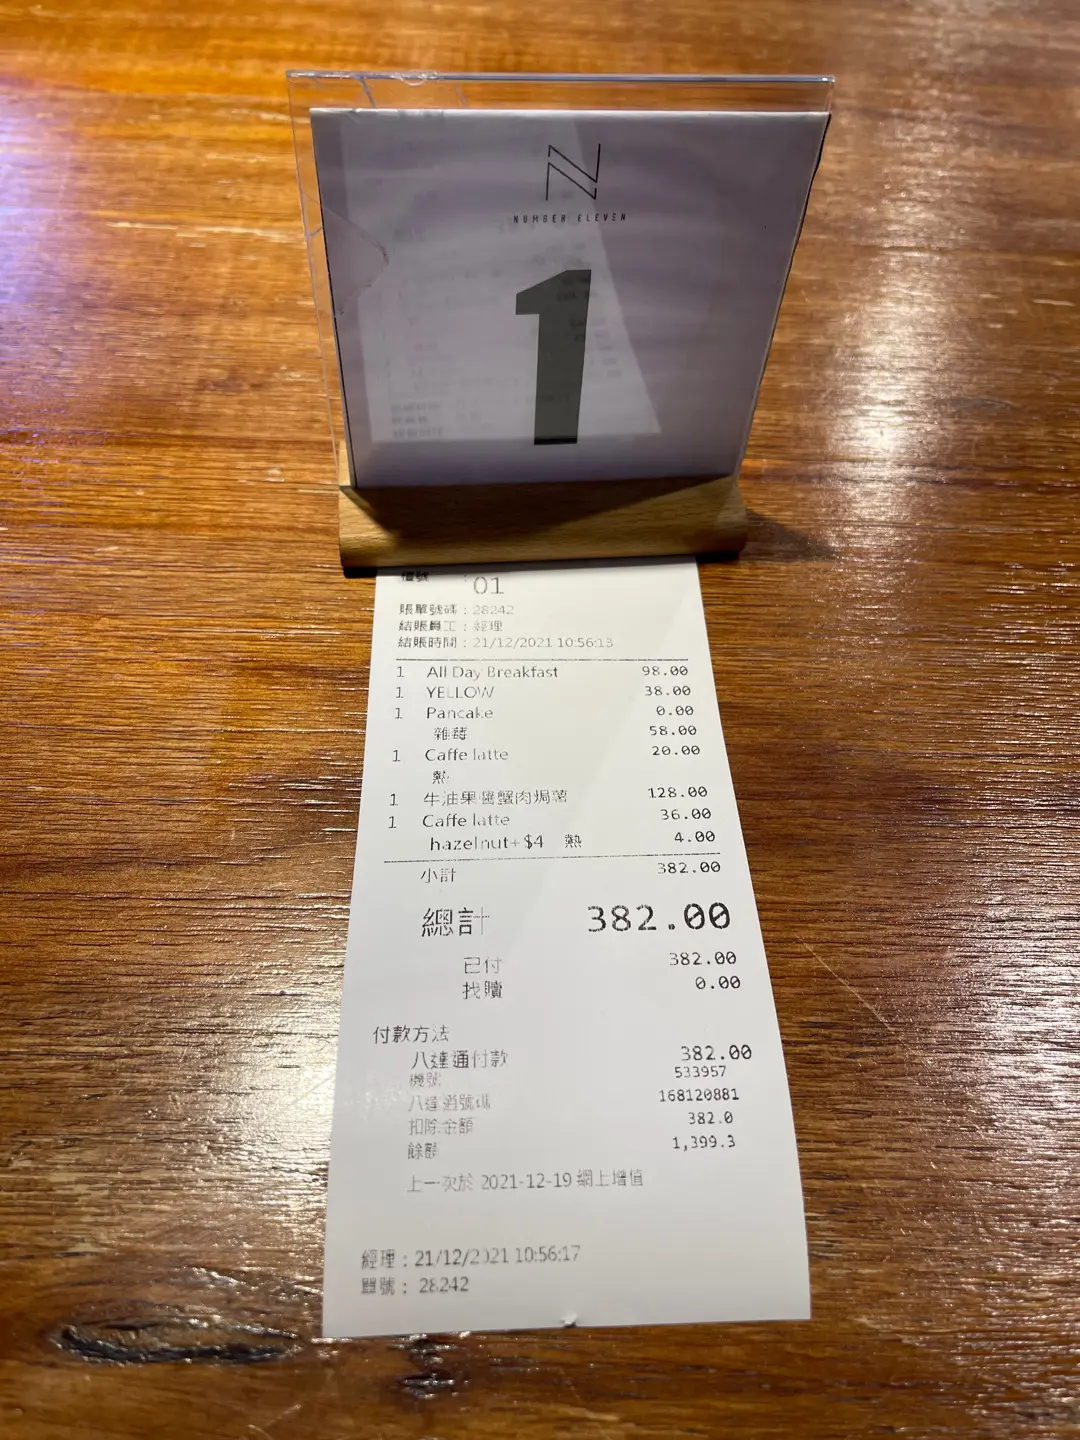 NUMBER ELEVEN
1
檯號 : 01
賬單號碼 : 28242
結賬員工 : 經理
結賬時間 : 21/12/2021 10:56:13
1 All Day Breakfast 98.00
1 YELLOW 38.00
1 Pancake 0.00
雜莓 58.00
1 Caffe latte 20.00
熱
1 牛油果醬蟹肉焗薯 128.00
1 Caffe latte 36.00
hazelnut+$4 熱 4.00
小計 382.00
總計 382.00
已付 382.00
找贖 0.00
付款方法
八達通付款 382.00
機號 533957
八達通號碼 168120881
扣除金額 382.0
餘額 1,399.3
上一次於 2021-12-19 網上增值
經理 : 21/12/2021 10:56:17
單號 : 28242